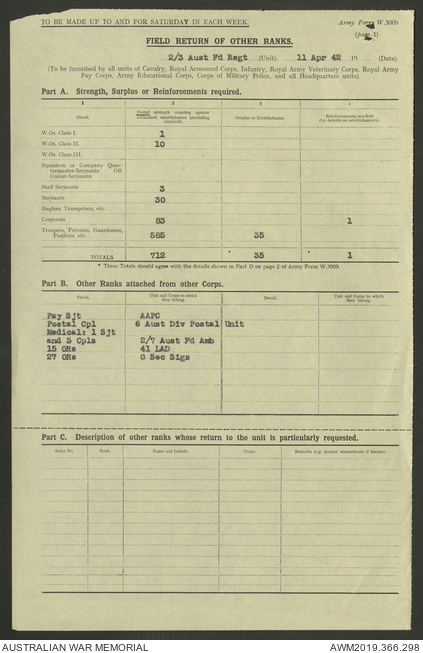 TO BE MADE UP TO AND FOR SATURDAY IN EACH WEEK.
Army Form W.3009
(page 1)
FIELD RETURN OF OTHER RANKS.
2/3 Aust Fd Regt (Unit). 11 Apr 42 19 (Date).
(To be furnished by all units of Cavalry, Royal Armoured Corps, Infantry, Royal Army Veterinary Corps, Royal Army
Pay Corps, Army Educational Corps, Corps of Military Police, and all Headquarters units).
Part A. Strength, Surplus or Reinforcements required.
1 2 3 4
Detail. Posted strength counting against authorised establishment (excluding attached). Surplus to Establishment Reinforcements required (i.e. deficits on establishment).
W.Os. Class I. 1
W.Os. Class II. 10
W.Os. Class III.
Squadron or Company Quar-
termaster-Serjeants OR
Colour-Serjeants
Staff Serjeants 3
Serjeants 30
Buglers, Trumpeters, etc.
Corporals 83 1
Troopers, Privates, Guardsmen,
Fusiliers, etc. 585 35
TOTALS 712 * 35 * 1
* These Totals should agree with the details shown in Part D on page 2 of Army Form W.3009.
Part B. Other Ranks attached from other Corps.
Detail. Unit and Corps to which they belong. Detail. Unit and Corps to which they belong.
Pay Sjt AAPC
Postal Cpl 6 Aust Div Postal Unit
Medical: 1 Sjt
and 3 Cpls 2/7 Aust Fd Amb
15 ORs 41 LAD
27 ORs G Sec Sigs
Part C. Description of other ranks whose return to the unit is particularly requested.
Army No. Rank. Name and Initials. Corps. Remarks (e.g. present whereabouts if known).
AUSTRALIAN WAR MEMORIAL
AWM2019.366.298